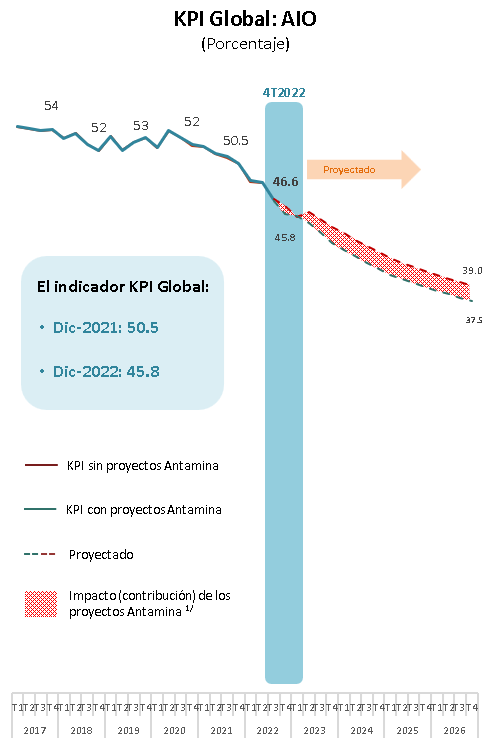 KPI Global: AIO
(Porcentaje)
4T2022
54
52
53
52
50.5
46.6
45.8
Proyectado
39.0
37.5
El indicador KPI Global:
• Dic-2021: 50.5
• Dic-2022: 45.8
KPI sin proyectos Antamina
KPI con proyectos Antamina
Proyectado
Impacto (contribución) de los
proyectos Antamina 1/
T1 T2 T3 T4 T1 T2 T3 T4 T1 T2 T3 T4 T1 T2 T3 T4 T1 T2 T3 T4 T1 T2 T3 T4 T1 T2 T3 T4 T1 T2 T3 T4 T1 T2 T3 T4 T1 T2 T3 T4
2017 2018 2019 2020 2021 2022 2023 2024 2025 2026